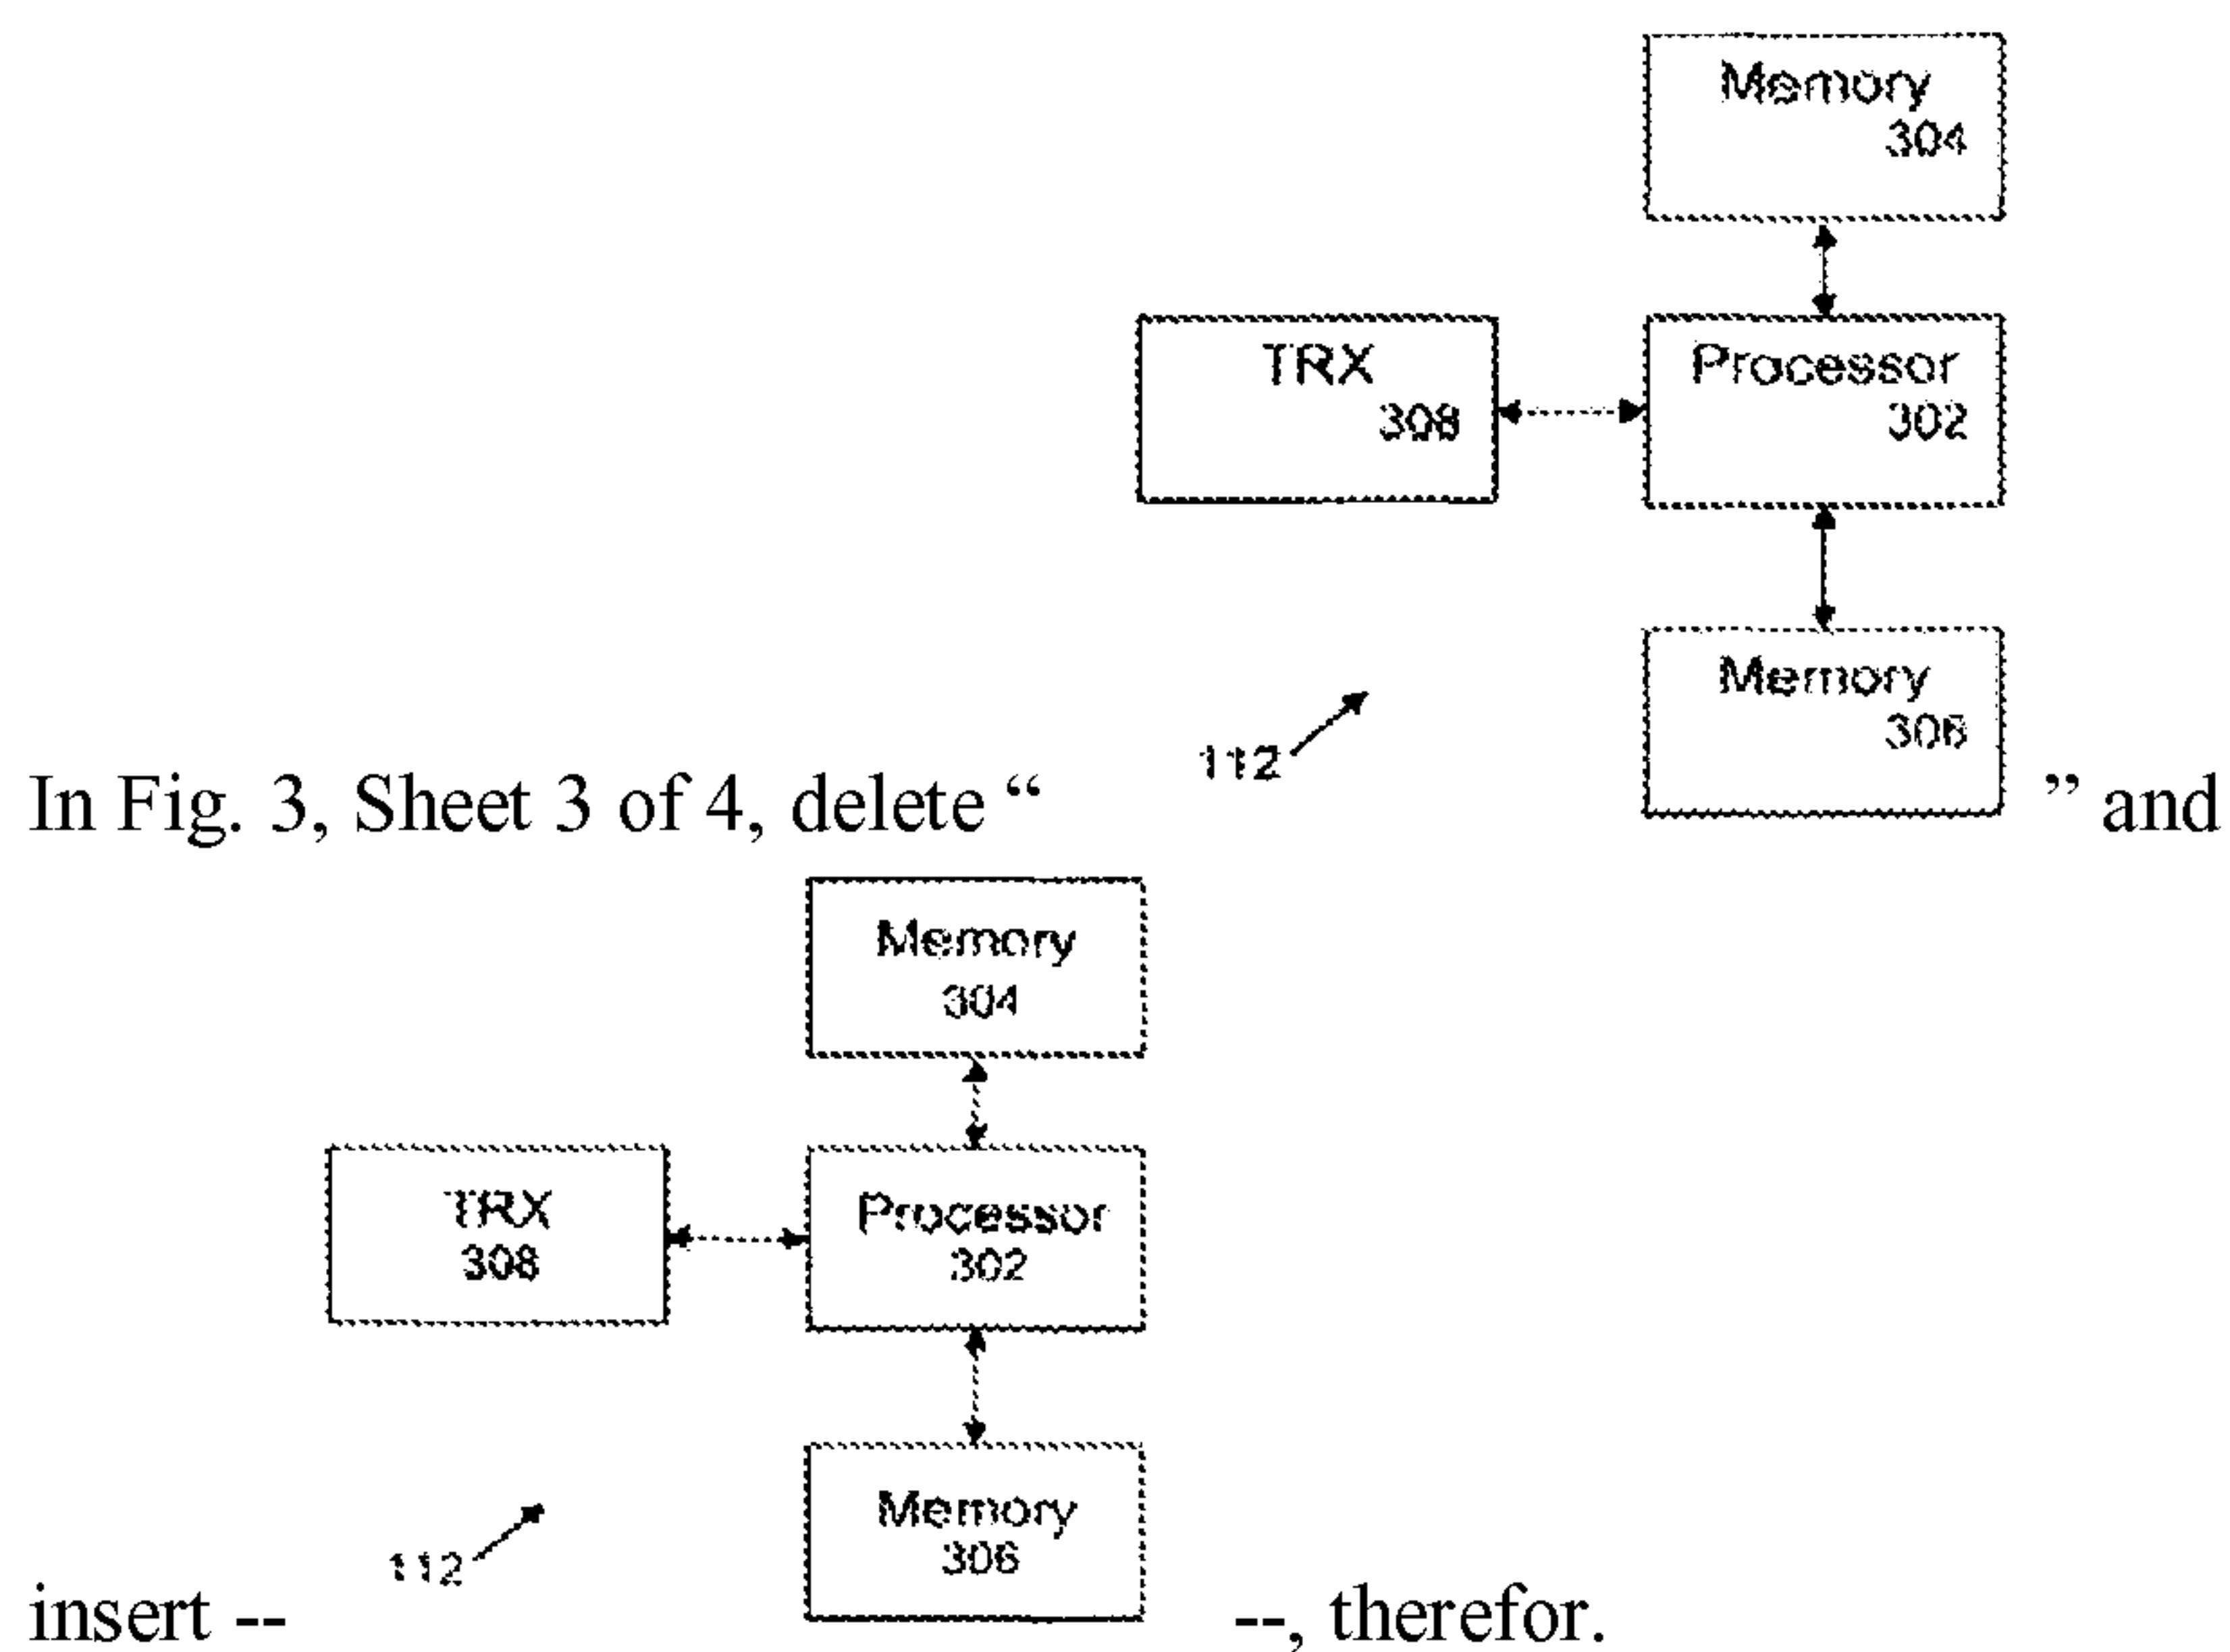 Memory
304
TRX
308
Processor
302
Memory
306
112
In Fig. 3, Sheet 3 of 4, delete “ ” and
Memory
304
TRX
308
Processor
302
Memory
306
112
insert -- --, therefor.